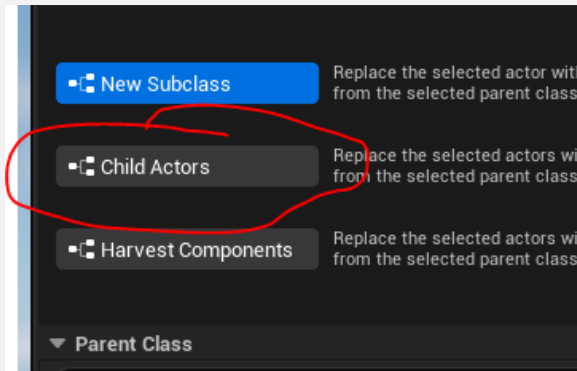 New Subclass
Replace the selected actor with
from the selected parent class
Child Actors
Replace the selected actors wi
from the selected parent class
Harvest Components
Replace the selected actors wi
from the selected parent class
Parent Class